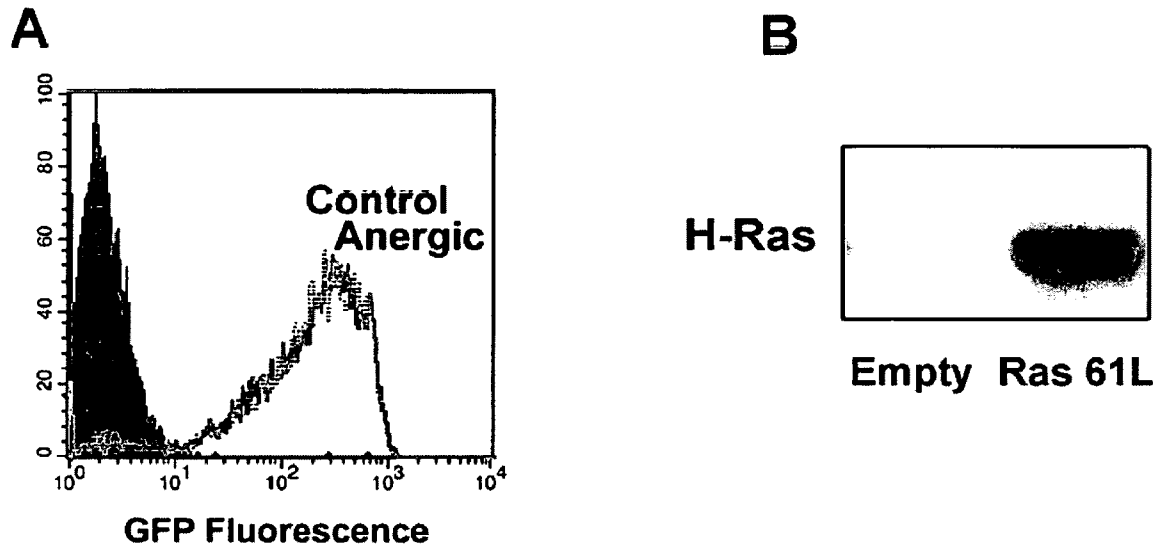 A
B
100
80
60
40
20
0
Control
Anergic
10^0 10^1 10^2 10^3 10^4
GFP Fluorescence
H-Ras
Empty Ras 61L